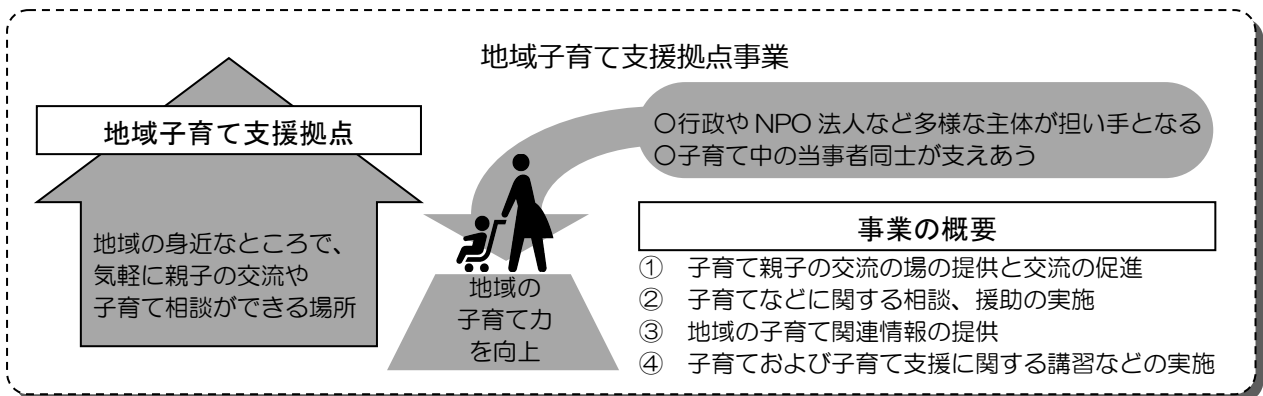 地域子育て支援拠点事業
地域子育て支援拠点
地域の身近なところで、
気軽に親子の交流や
子育て相談ができる場所
〇行政や NPO 法人など多様な主体が担い手となる
〇子育て中の当事者同士が支えあう
地域の
子育て力
を向上
事業の概要
① 子育て親子の交流の場の提供と交流の促進
② 子育てなどに関する相談、援助の実施
③ 地域の子育て関連情報の提供
④ 子育ておよび子育て支援に関する講習などの実施